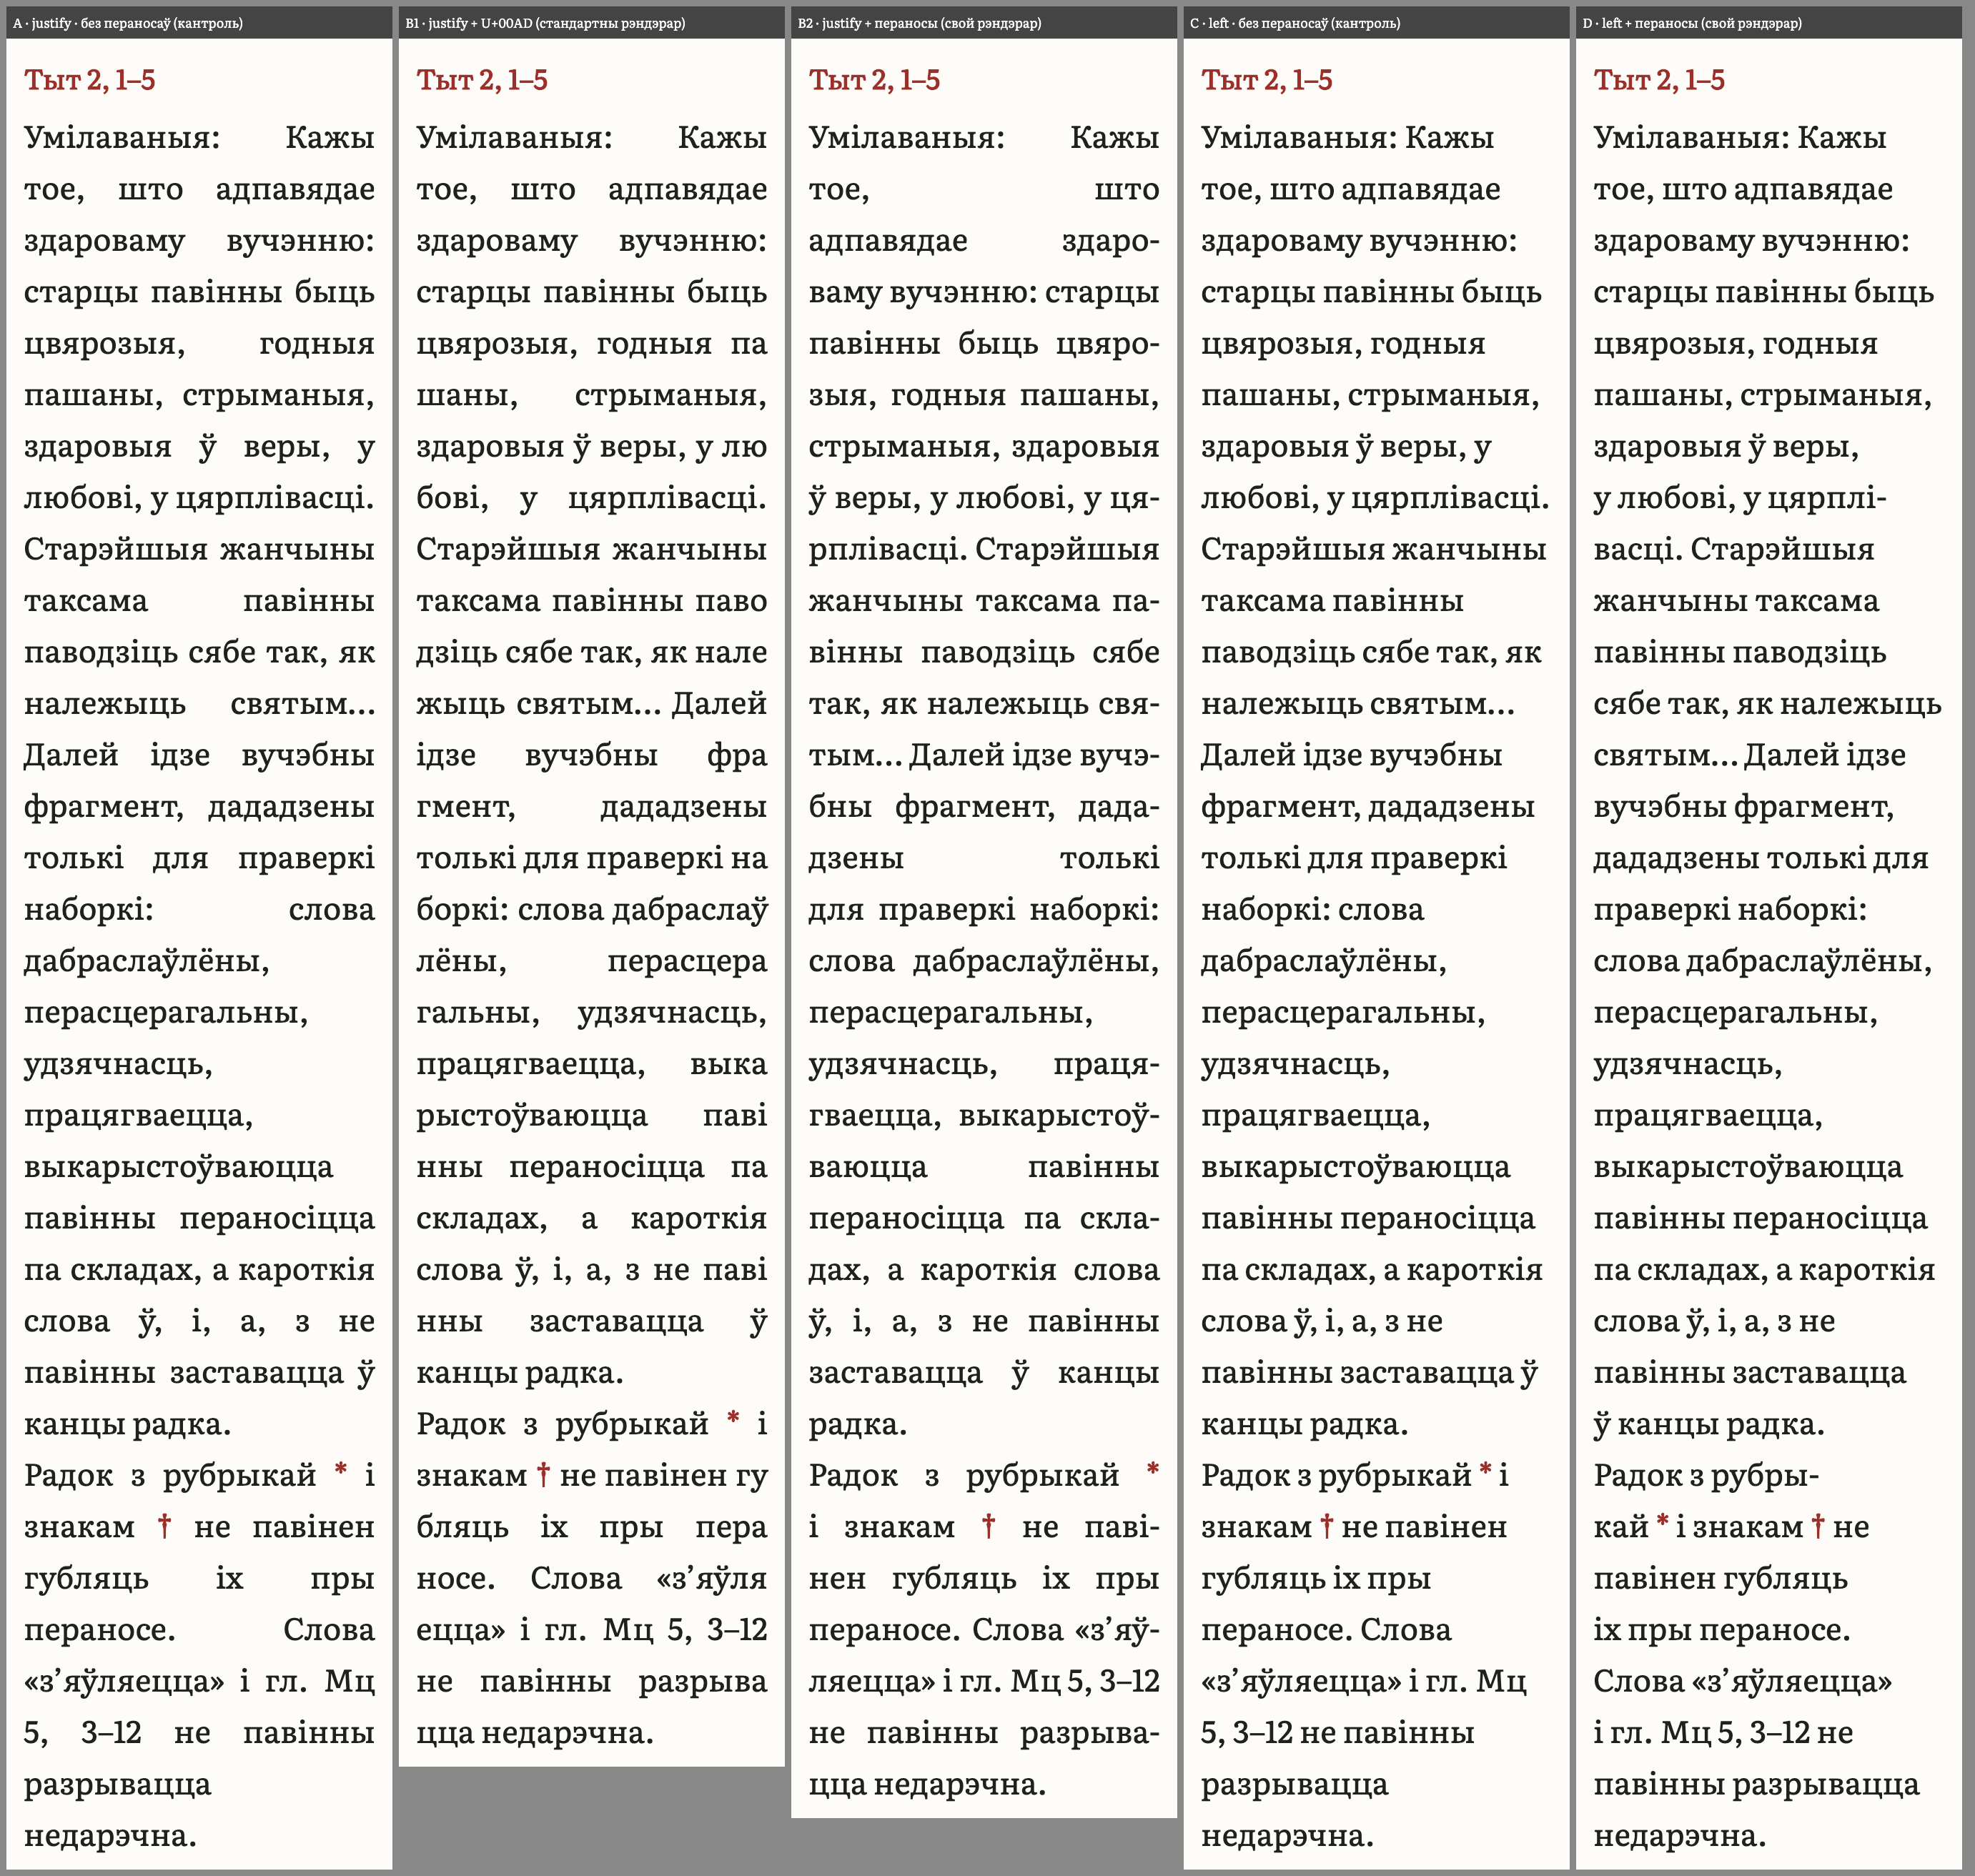 A · justify · без пераносаў (кантроль)
Тыт 2, 1–5
Умілаваныя: Кажы
тое, што адпавядае
здароваму вучэнню:
старцы павінны быць
цвярозыя, годныя
пашаны, стрыманыя,
здаровыя ў веры, у
любові, у цярплівасці.
Старэйшыя жанчыны
таксама павінны
паводзіць сябе так, як
належыць святым…
Далей ідзе вучэбны
фрагмент, дададзены
толькі для праверкі
наборкі: слова
дабраслаўлёны,
перасцерагальны,
удзячнасць,
працягваецца,
выкарыстоўваюцца
павінны пераносіцца
па складах, а кароткія
слова ў, і, а, з не
павінны заставацца ў
канцы радка.
Радок з рубрыкай * і
знакам † не павінен
губляць іх пры
пераносе. Слова
«з’яўляецца» і гл. Мц
5, 3–12 не павінны
разрывацца
недарэчна.
B1 · justify + U+00AD (стандартны рэндэрар)
Тыт 2, 1–5
Умілаваныя: Кажы
тое, што адпавядае
здароваму вучэнню:
старцы павінны быць
цвярозыя, годныя па
шаны, стрыманыя,
здаровыя ў веры, у лю
бові, у цярплівасці.
Старэйшыя жанчыны
таксама павінны паво
дзіць сябе так, як нале
жыць святым… Далей
ідзе вучэбны фра
гмент, дададзены
толькі для праверкі на
боркі: слова дабраслаў
лёны, перасцера
гальны, удзячнасць,
працягваецца, выка
рыстоўваюцца паві
нны пераносіцца па
складах, а кароткія
слова ў, і, а, з не паві
нны заставацца ў
канцы радка.
Радок з рубрыкай * і
знакам † не павінен гу
бляць іх пры пера
носе. Слова «з’яўля
ецца» і гл. Мц 5, 3–12
не павінны разрыва
цца недарэчна.
B2 · justify + пераносы (свой рэндэрар)
Тыт 2, 1–5
Умілаваныя: Кажы
тое, што
адпавядае здаро-
ваму вучэнню: старцы
павінны быць цвяро-
зыя, годныя пашаны,
стрыманыя, здаровыя
ў веры, у любові, у ця-
рплівасці. Старэйшыя
жанчыны таксама па-
вінны паводзіць сябе
так, як належыць свя-
тым… Далей ідзе вучэ-
бны фрагмент, дада-
дзены толькі
для праверкі наборкі:
слова дабраслаўлёны,
перасцерагальны,
удзячнасць, праця-
гваецца, выкарыстоў-
ваюцца павінны
пераносіцца па скла-
дах, а кароткія слова
ў, і, а, з не павінны
заставацца ў канцы
радка.
Радок з рубрыкай *
і знакам † не паві-
нен губляць іх пры
пераносе. Слова «з’яў-
ляецца» і гл. Мц 5, 3–12
не павінны разрыва-
цца недарэчна.
C · left · без пераносаў (кантроль)
Тыт 2, 1–5
Умілаваныя: Кажы
тое, што адпавядае
здароваму вучэнню:
старцы павінны быць
цвярозыя, годныя
пашаны, стрыманыя,
здаровыя ў веры, у
любові, у цярплівасці.
Старэйшыя жанчыны
таксама павінны
паводзіць сябе так, як
належыць святым…
Далей ідзе вучэбны
фрагмент, дададзены
толькі для праверкі
наборкі: слова
дабраслаўлёны,
перасцерагальны,
удзячнасць,
працягваецца,
выкарыстоўваюцца
павінны пераносіцца
па складах, а кароткія
слова ў, і, а, з не
павінны заставацца ў
канцы радка.
Радок з рубрыкай * і
знакам † не павінен
губляць іх пры
пераносе. Слова
«з’яўляецца» і гл. Мц
5, 3–12 не павінны
разрывацца
недарэчна.
D · left + пераносы (свой рэндэрар)
Тыт 2, 1–5
Умілаваныя: Кажы
тое, што адпавядае
здароваму вучэнню:
старцы павінны быць
цвярозыя, годныя
пашаны, стрыманыя,
здаровыя ў веры,
у любові, у цярплі-
васці. Старэйшыя
жанчыны таксама
павінны паводзіць
сябе так, як належыць
святым… Далей ідзе
вучэбны фрагмент,
дададзены толькі для
праверкі наборкі:
слова дабраслаўлёны,
перасцерагальны,
удзячнасць,
працягваецца,
выкарыстоўваюцца
павінны пераносіцца
па складах, а кароткія
слова ў, і, а, з не
павінны заставацца
ў канцы радка.
Радок з рубры-
кай * і знакам † не
павінен губляць
іх пры пераносе.
Слова «з’яўляецца»
і гл. Мц 5, 3–12 не
павінны разрывацца
недарэчна.